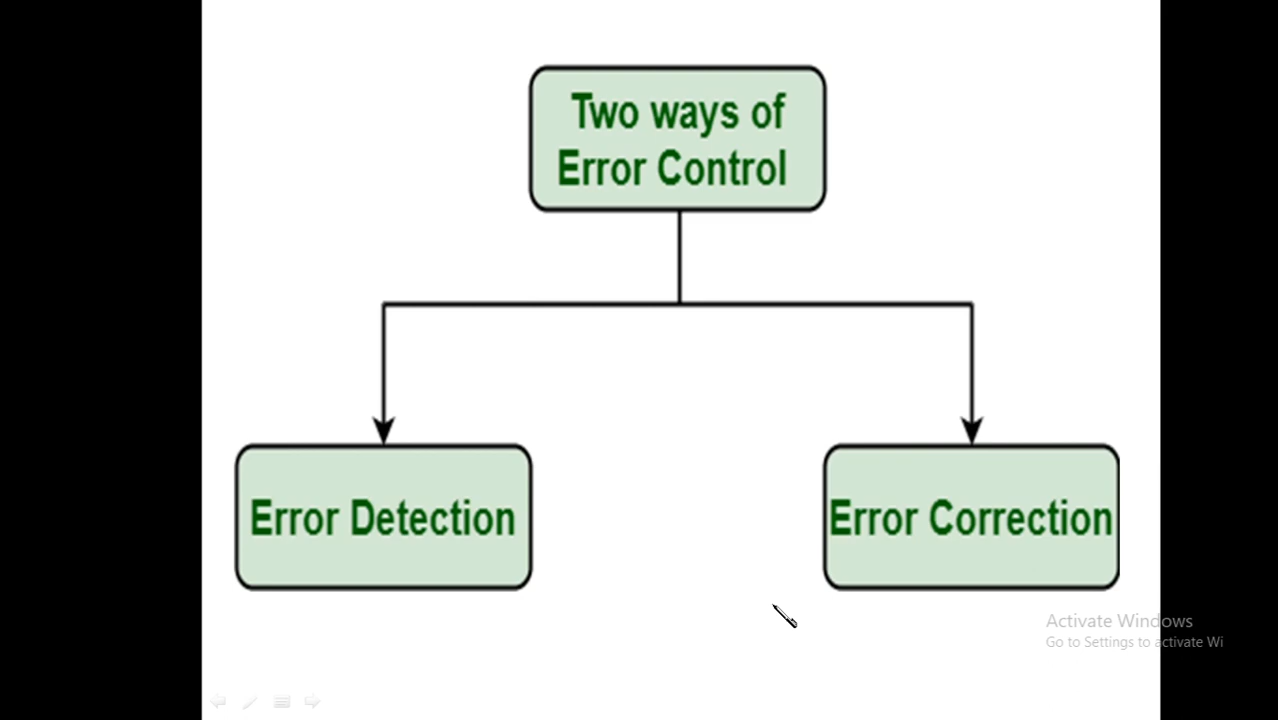 Two ways of
Error Control
Error Detection
Error Correction
Activate Windows
Go to Settings to activate Wi